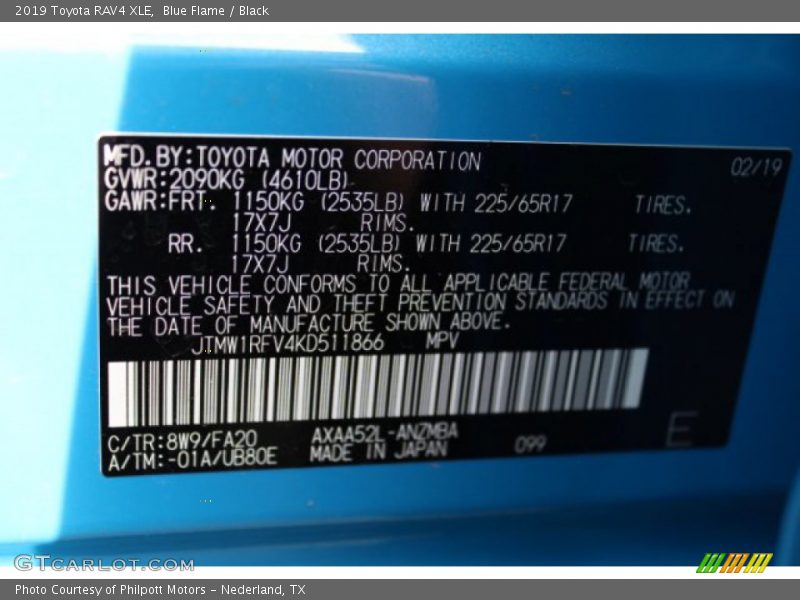 2019 Toyota RAV4 XLE, Blue Flame / Black
MFD.BY:TOYOTA MOTOR CORPORATION 02/19
GVWR:2090KG (4610LB)
GAWR:FRT. 1150KG (2535LB) WITH 225/65R17 TIRES.
17X7J RIMS.
RR. 1150KG (2535LB) WITH 225/65R17 TIRES.
17X7J RIMS.
THIS VEHICLE CONFORMS TO ALL APPLICABLE FEDERAL MOTOR
VEHICLE SAFETY AND THEFT PREVENTION STANDARDS IN EFFECT ON
THE DATE OF MANUFACTURE SHOWN ABOVE.
JTMW1RFV4KD511866 MPV
C/TR:8W9/FA20 AXAA52L-ANZMBA 099 E
A/TM:-01A/UB80E MADE IN JAPAN
GTCARLOT.COM
Photo Courtesy of Philpott Motors - Nederland, TX